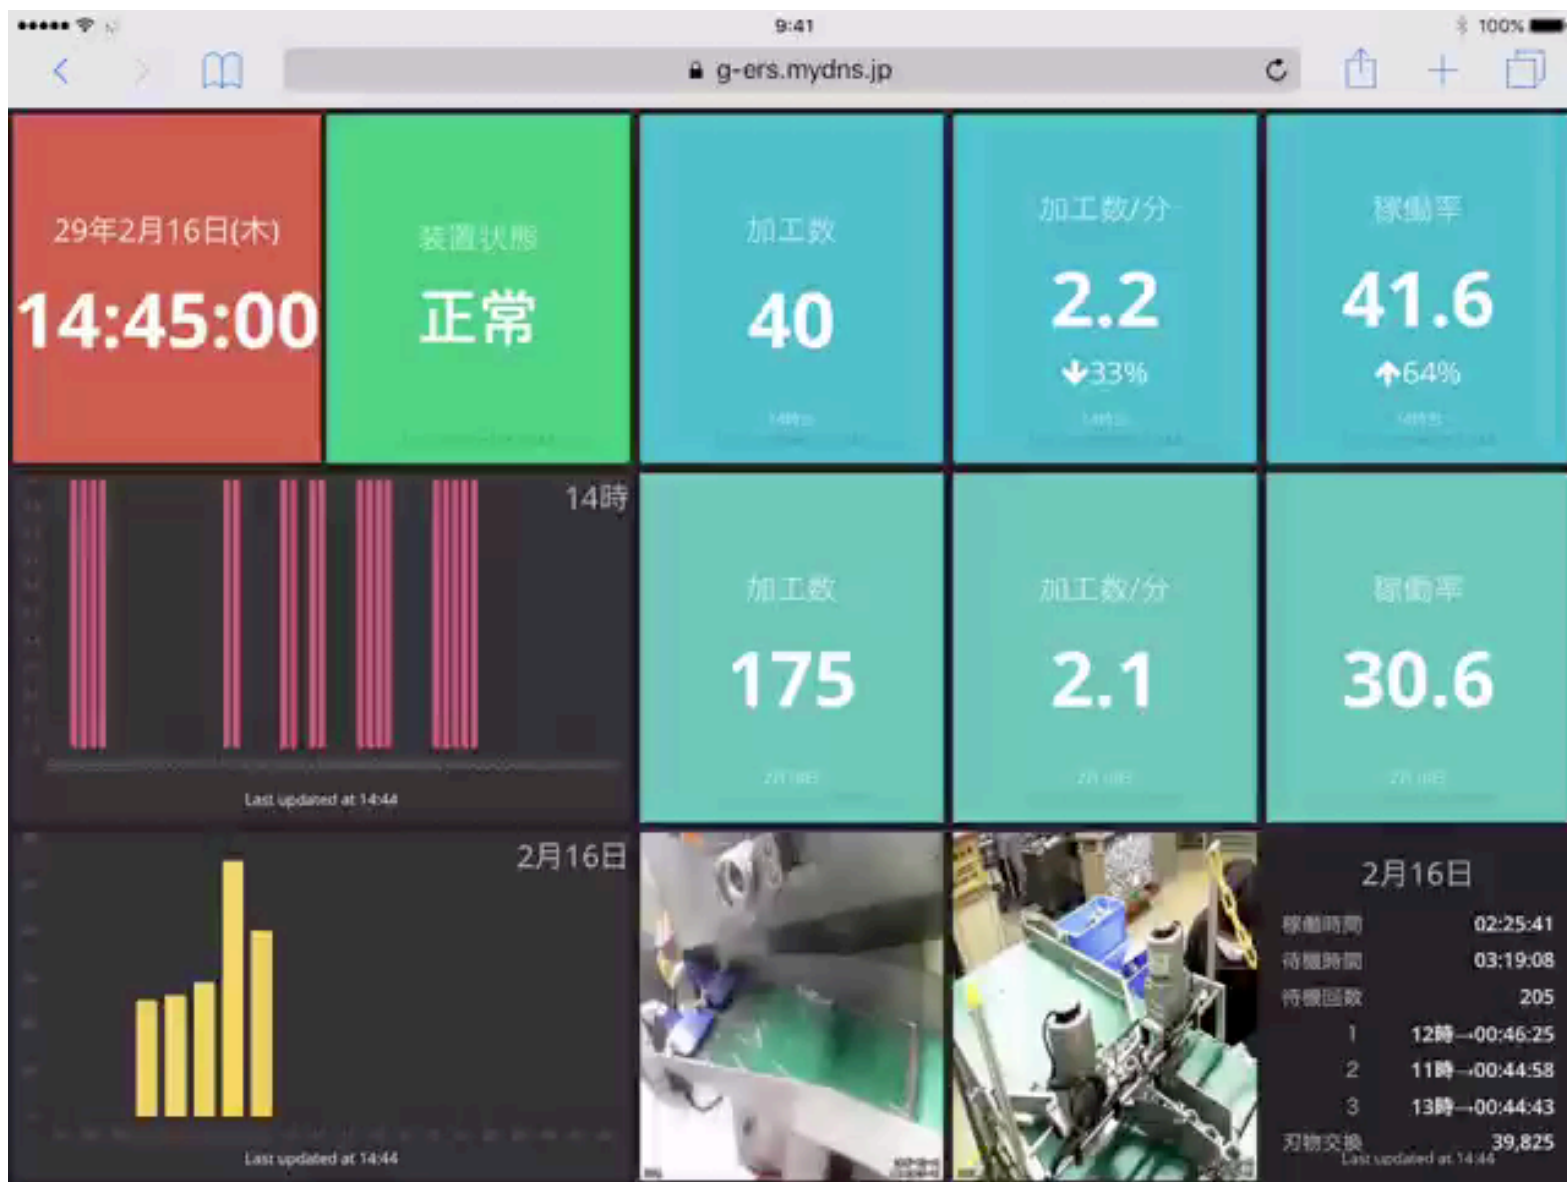 9:41
100%
g-ers.mydns.jp
29年2月16日(木)
14:45:00
装置状態
正常
加工数
40
加工数/分
2.2
33%
稼働率
41.6
64%
14時
Last updated at 14:44
加工数
175
加工数/分
2.1
稼働率
30.6
2月16日
Last updated at 14:44
2月16日
稼働時間 02:25:41
待機時間 03:19:08
待機回数 205
1 12時→00:46:25
2 11時→00:44:58
3 13時→00:44:43
刃物交換 39,825
Last updated at 14:44